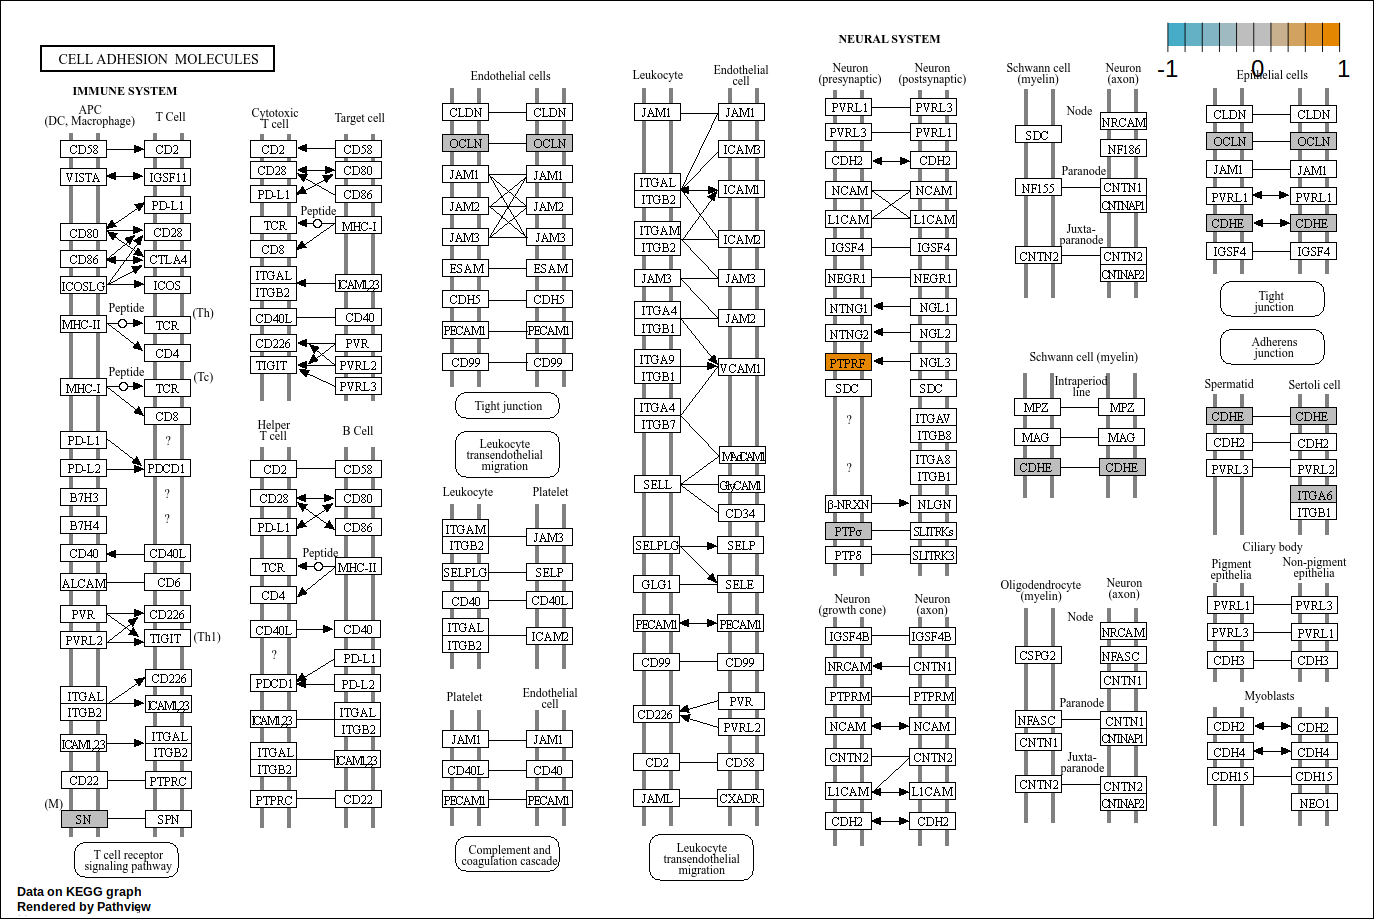 CELL ADHESION MOLECULES
-1
0
1
IMMUNE SYSTEM
APC
(DC, Macrophage)
T Cell
CD58
CD2
VISTA
IGSF11
PD-L1
CD80
CD28
CD86
CTLA4
ICOSLG
ICOS
Peptide
MHC-II
TCR
(Th)
CD4
Peptide
MHC-I
TCR
(Tc)
CD8
PD-L1
?
PD-L2
PDCD1
B7H3
?
B7H4
?
CD40
CD40L
ALCAM
CD6
PVR
CD226
PVRL2
TIGIT
(Th1)
CD226
ITGAL
ITGB2
ICAM1,2,3
ICAM1,2,3
ITGAL
ITGB2
CD22
PTPRC
(M)
SN
SPN
T cell receptor
signaling pathway
Cytotoxic
T cell
Target cell
CD2
CD58
CD28
CD80
PD-L1
CD86
Peptide
TCR
MHC-I
CD8
ITGAL
ITGB2
ICAM1,2,3
CD40L
CD40
CD226
PVR
TIGIT
PVRL2
PVRL3
Helper
T cell
B Cell
CD2
CD58
CD28
CD80
PD-L1
CD86
Peptide
TCR
MHC-II
CD4
CD40L
CD40
?
PD-L1
PDCD1
PD-L2
ICAM1,2,3
ITGAL
ITGB2
ITGAL
ITGB2
ICAM1,2,3
PTPRC
CD22
Endothelial cells
CLDN
CLDN
OCLN
OCLN
JAM1
JAM1
JAM2
JAM2
JAM3
JAM3
ESAM
ESAM
CDH5
CDH5
PECAM1
PECAM1
CD99
CD99
Tight junction
Leukocyte
transendothelial
migration
Leukocyte
Platelet
ITGAM
ITGB2
JAM3
SELPLG
SELP
CD40
CD40L
ITGAL
ITGB2
ICAM2
Platelet
Endothelial
cell
JAM1
JAM1
CD40L
CD40
PECAM1
PECAM1
Complement and
coagulation cascade
Leukocyte
Endothelial
cell
JAM1
JAM1
ICAM3
ITGAL
ITGB2
ICAM1
ITGAM
ITGB2
ICAM2
JAM3
JAM3
ITGA4
ITGB1
JAM2
ITGA9
ITGB1
VCAM1
ITGA4
ITGB7
MAdCAM1
SELL
GlyCAM1
CD34
SELPLG
SELP
GLG1
SELE
PECAM1
PECAM1
CD99
CD99
PVR
CD226
PVRL2
CD2
CD58
JAML
CXADR
Leukocyte
transendothelial
migration
NEURAL SYSTEM
Neuron
(presynaptic)
Neuron
(postsynaptic)
PVRL1
PVRL3
PVRL3
PVRL1
CDH2
CDH2
NCAM
NCAM
L1CAM
L1CAM
IGSF4
IGSF4
NEGR1
NEGR1
NTNG1
NGL1
NTNG2
NGL2
PTPRF
NGL3
SDC
SDC
?
ITGAV
ITGB8
?
ITGA8
ITGB1
β-NRXN
NLGN
PTPσ
SLITRKs
PTPδ
SLITRK3
Neuron
(growth cone)
Neuron
(axon)
IGSF4B
IGSF4B
NRCAM
CNTN1
PTPRM
PTPRM
NCAM
NCAM
CNTN2
CNTN2
L1CAM
L1CAM
CDH2
CDH2
Schwann cell
(myelin)
Neuron
(axon)
Node
NRCAM
SDC
NF186
Paranode
NF155
CNTN1
CNTNAP1
Juxta-
paranode
CNTN2
CNTN2
CNTNAP2
Schwann cell (myelin)
Intraperiod
line
MPZ
MPZ
MAG
MAG
CDHE
CDHE
Oligodendrocyte
(myelin)
Neuron
(axon)
Node
NRCAM
CSPG2
NFASC
CNTN1
Paranode
NFASC
CNTN1
CNTN1
CNTNAP1
Juxta-
paranode
CNTN2
CNTN2
CNTNAP2
Epithelial cells
CLDN
CLDN
OCLN
OCLN
JAM1
JAM1
PVRL1
PVRL1
CDHE
CDHE
IGSF4
IGSF4
Tight
junction
Adherens
junction
Spermatid
Sertoli cell
CDHE
CDHE
CDH2
CDH2
PVRL3
PVRL2
ITGA6
ITGB1
Ciliary body
Pigment
epithelia
Non-pigment
epithelia
PVRL1
PVRL3
PVRL3
PVRL1
CDH3
CDH3
Myoblasts
CDH2
CDH2
CDH4
CDH4
CDH15
CDH15
NEO1
Data on KEGG graph
Rendered by Pathview